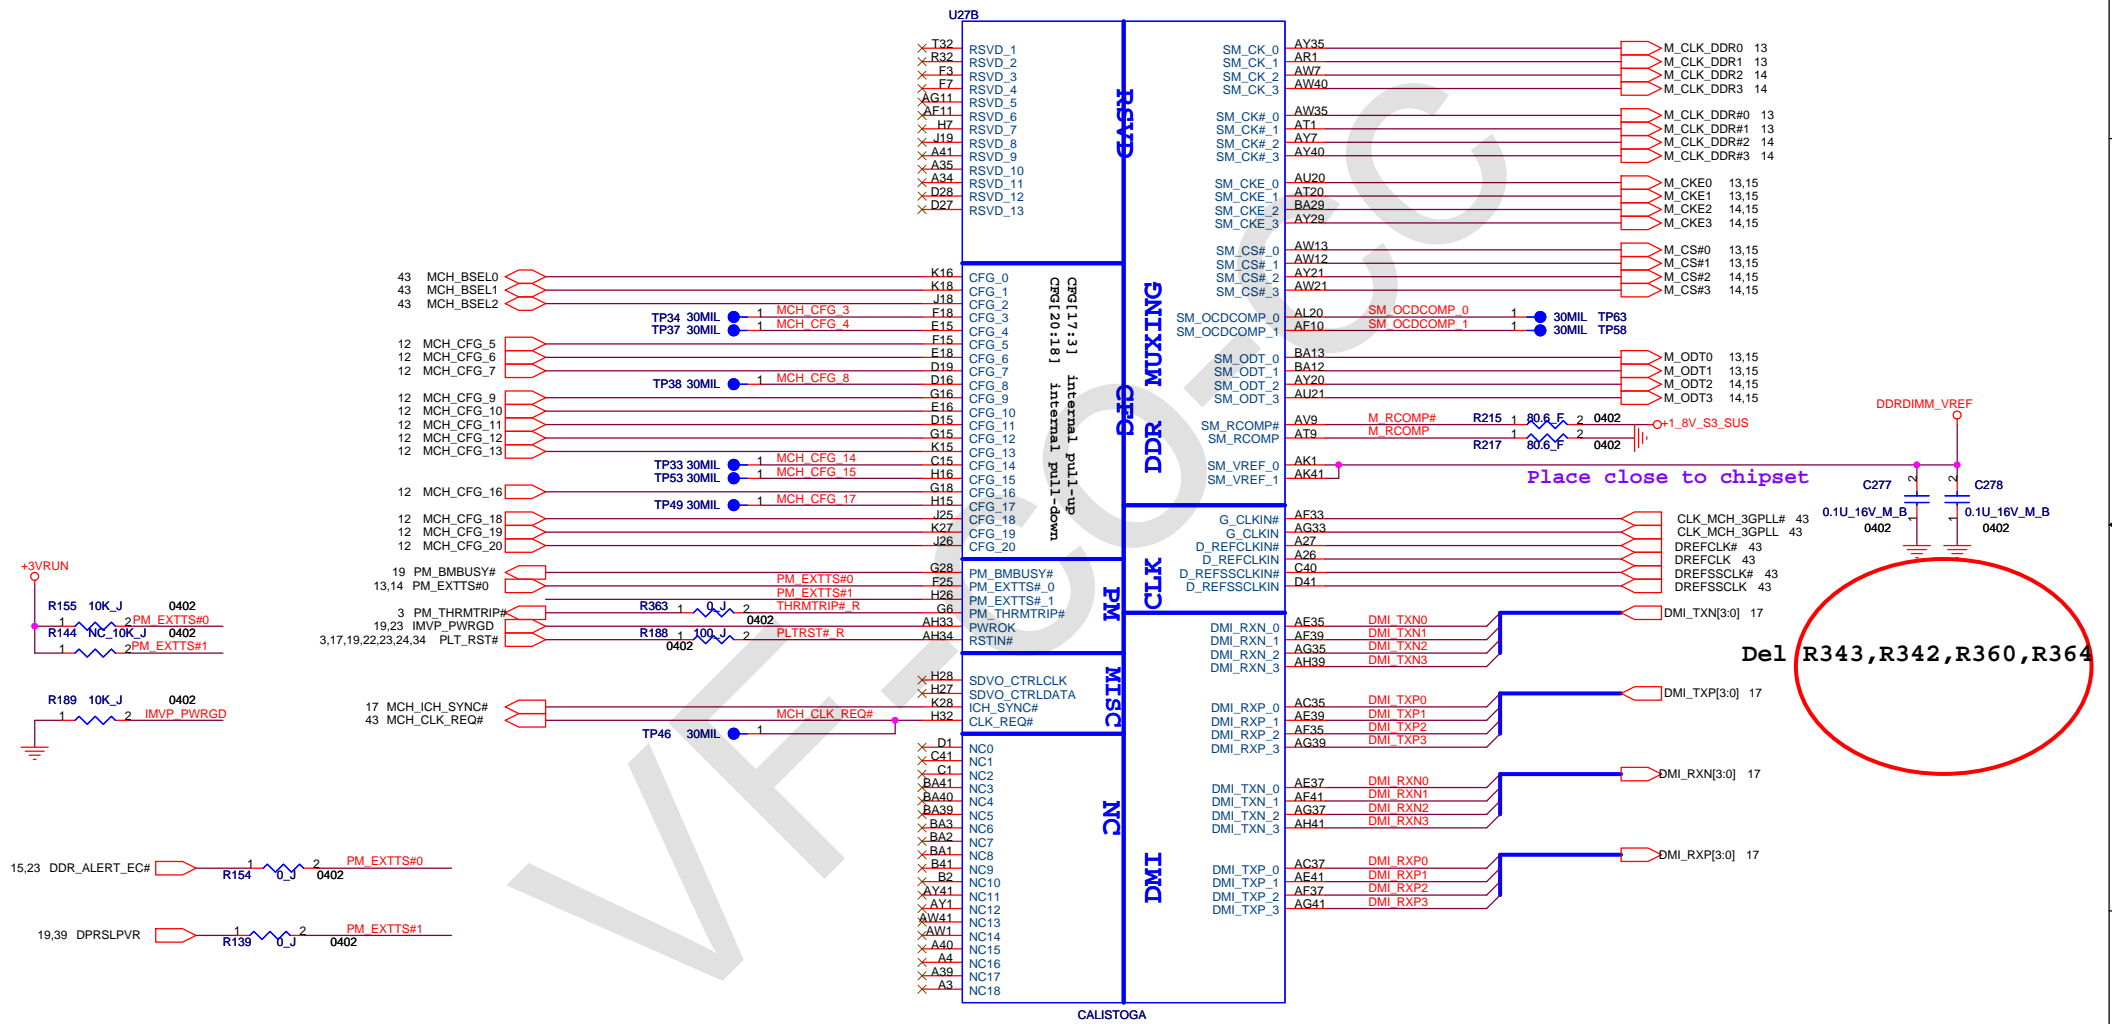 U27B
T32 RSVD_1
R32 RSVD_2
F3 RSVD_3
F7 RSVD_4
AG11 RSVD_5
AF11 RSVD_6
H7 RSVD_7
J19 RSVD_8
A41 RSVD_9
A35 RSVD_10
A34 RSVD_11
D28 RSVD_12
D27 RSVD_13
RSVD
43 MCH_BSEL0 K16 CFG_0
43 MCH_BSEL1 K18 CFG_1
43 MCH_BSEL2 J18 CFG_2
TP34 30MIL 1 MCH_CFG_3 F18 CFG_3
TP37 30MIL 1 MCH_CFG_4 E15 CFG_4
12 MCH_CFG_5 F15 CFG_5
12 MCH_CFG_6 E18 CFG_6
12 MCH_CFG_7 D19 CFG_7
TP38 30MIL 1 MCH_CFG_8 D16 CFG_8
12 MCH_CFG_9 G16 CFG_9
12 MCH_CFG_10 E16 CFG_10
12 MCH_CFG_11 D15 CFG_11
12 MCH_CFG_12 G15 CFG_12
12 MCH_CFG_13 K15 CFG_13
TP33 30MIL 1 MCH_CFG_14 C15 CFG_14
TP53 30MIL 1 MCH_CFG_15 H16 CFG_15
12 MCH_CFG_16 G18 CFG_16
TP49 30MIL 1 MCH_CFG_17 H15 CFG_17
12 MCH_CFG_18 J25 CFG_18
12 MCH_CFG_19 K27 CFG_19
12 MCH_CFG_20 J26 CFG_20
CFG[17:3] internal pull-up
CFG[20:18] internal pull-down
CFG
19 PM_BMBUSY# G28 PM_BMBUSY#
13,14 PM_EXTTS#0 PM_EXTTS#0 F25 PM_EXTTS#_0
PM_EXTTS#1 H26 PM_EXTTS#_1
3 PM_THRMTRIP# R363 1 0_J 2 0402 THRMTRIP#_R G6 PM_THRMTRIP#
19,23 IMVP_PWRGD AH33 PWROK
3,17,19,22,23,24,34 PLT_RST# R188 0402 1 100_J 2 PLTRST#_R AH34 RSTIN#
PM
H28 SDVO_CTRLCLK
H27 SDVO_CTRLDATA
17 MCH_ICH_SYNC# K28 ICH_SYNC#
43 MCH_CLK_REQ# MCH_CLK_REQ# H32 CLK_REQ#
TP46 30MIL 1
MISC
D1 NC0
C41 NC1
C1 NC2
BA41 NC3
BA40 NC4
BA39 NC5
BA3 NC6
BA2 NC7
BA1 NC8
B41 NC9
B2 NC10
AY41 NC11
AY1 NC12
AW41 NC13
AW1 NC14
A40 NC15
A4 NC16
A39 NC17
A3 NC18
NC
+3VRUN
R155 10K_J 0402
1 2 PM_EXTTS#0
R144 NC_10K_J 0402
1 2 PM_EXTTS#1
R189 10K_J 0402
1 2 IMVP_PWRGD
15,23 DDR_ALERT_EC# 1 R154 0_J 2 0402 PM_EXTTS#0
19,39 DPRSLPVR 1 R139 0_J 2 0402 PM_EXTTS#1
SM_CK_0 AY35 M_CLK_DDR0 13
SM_CK_1 AR1 M_CLK_DDR1 13
SM_CK_2 AW7 M_CLK_DDR2 14
SM_CK_3 AW40 M_CLK_DDR3 14
SM_CK#_0 AW35 M_CLK_DDR#0 13
SM_CK#_1 AT1 M_CLK_DDR#1 13
SM_CK#_2 AY7 M_CLK_DDR#2 14
SM_CK#_3 AY40 M_CLK_DDR#3 14
SM_CKE_0 AU20 M_CKE0 13,15
SM_CKE_1 AT20 M_CKE1 13,15
SM_CKE_2 BA29 M_CKE2 14,15
SM_CKE_3 AY29 M_CKE3 14,15
SM_CS#_0 AW13 M_CS#0 13,15
SM_CS#_1 AW12 M_CS#1 13,15
SM_CS#_2 AY21 M_CS#2 14,15
SM_CS#_3 AW21 M_CS#3 14,15
SM_OCDCOMP_0 AL20 SM_OCDCOMP_0 1 30MIL TP63
SM_OCDCOMP_1 AF10 SM_OCDCOMP_1 1 30MIL TP58
SM_ODT_0 BA13 M_ODT0 13,15
SM_ODT_1 BA12 M_ODT1 13,15
SM_ODT_2 AY20 M_ODT2 14,15
SM_ODT_3 AU21 M_ODT3 14,15
SM_RCOMP# AV9 M_RCOMP# R215 1 80.6_F 2 0402 +1_8V_S3_SUS
SM_RCOMP AT9 M_RCOMP R217 1 80.6_F 2 0402
SM_VREF_0 AK1
SM_VREF_1 AK41
DDR MUXING
Place close to chipset
DDRDIMM_VREF
2 C277 0.1U_16V_M_B 0402 1
2 C278 0.1U_16V_M_B 0402 1
G_CLKIN# AF33 CLK_MCH_3GPLL# 43
G_CLKIN AG33 CLK_MCH_3GPLL 43
D_REFCLKIN# A27 DREFCLK# 43
D_REFCLKIN A26 DREFCLK 43
D_REFSSCLKIN# C40 DREFSSCLK# 43
D_REFSSCLKIN D41 DREFSSCLK 43
CLK
DMI_RXN_0 AE35 DMI_TXN0 DMI_TXN[3:0] 17
DMI_RXN_1 AF39 DMI_TXN1
DMI_RXN_2 AG35 DMI_TXN2
DMI_RXN_3 AH39 DMI_TXN3
Del R343,R342,R360,R364
DMI_RXP_0 AC35 DMI_TXP0 DMI_TXP[3:0] 17
DMI_RXP_1 AE39 DMI_TXP1
DMI_RXP_2 AF35 DMI_TXP2
DMI_RXP_3 AG39 DMI_TXP3
DMI_TXN_0 AE37 DMI_RXN0 DMI_RXN[3:0] 17
DMI_TXN_1 AF41 DMI_RXN1
DMI_TXN_2 AG37 DMI_RXN2
DMI_TXN_3 AH41 DMI_RXN3
DMI_TXP_0 AC37 DMI_RXP0 DMI_RXP[3:0] 17
DMI_TXP_1 AE41 DMI_RXP1
DMI_TXP_2 AF37 DMI_RXP2
DMI_TXP_3 AG41 DMI_RXP3
DMI
CALISTOGA
VF-co-cc